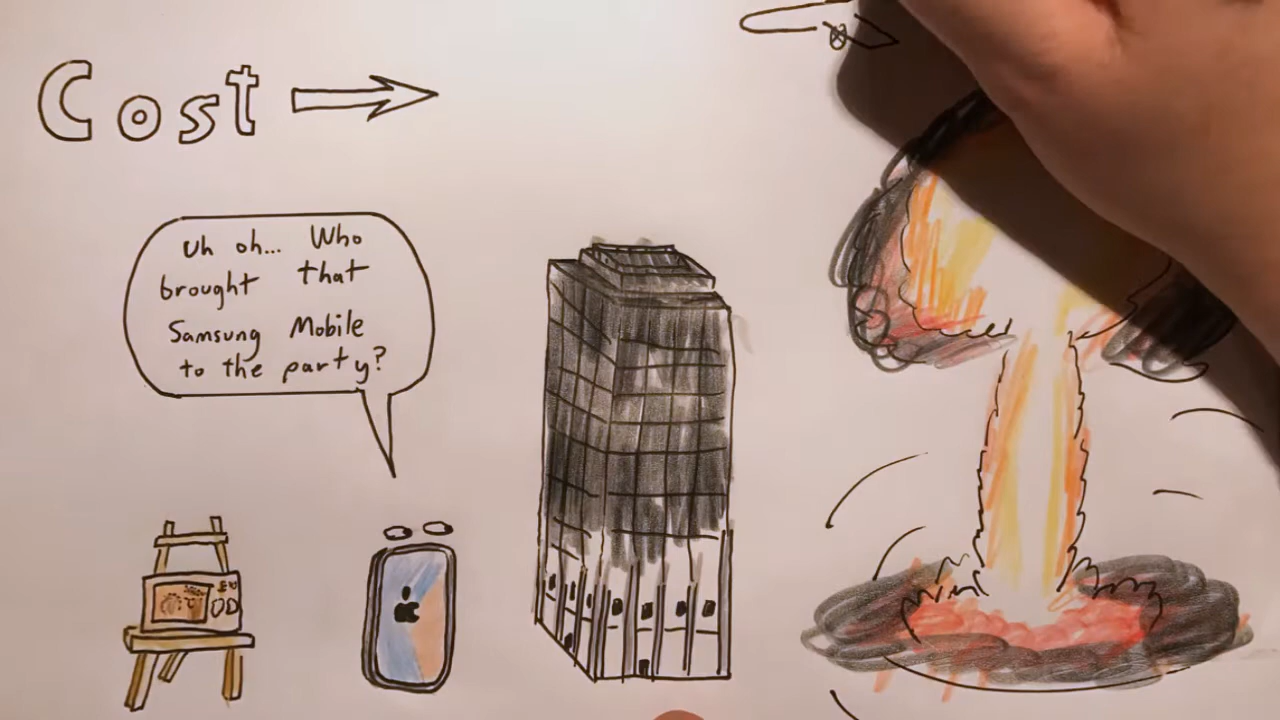 Cost
Uh oh... Who
brought that
Samsung Mobile
to the party?